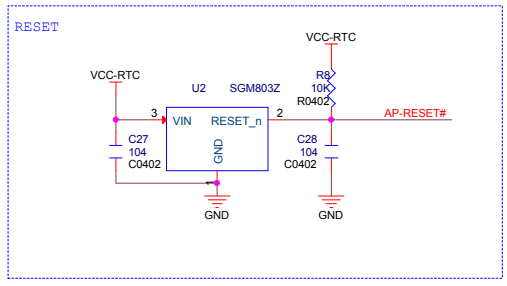 RESET
VCC-RTC
VCC-RTC
R8
10K
R0402
U2 SGM803Z
3 VIN RESET_n 2
AP-RESET#
GND
1
C27
104
C0402
C28
104
C0402
GND
GND